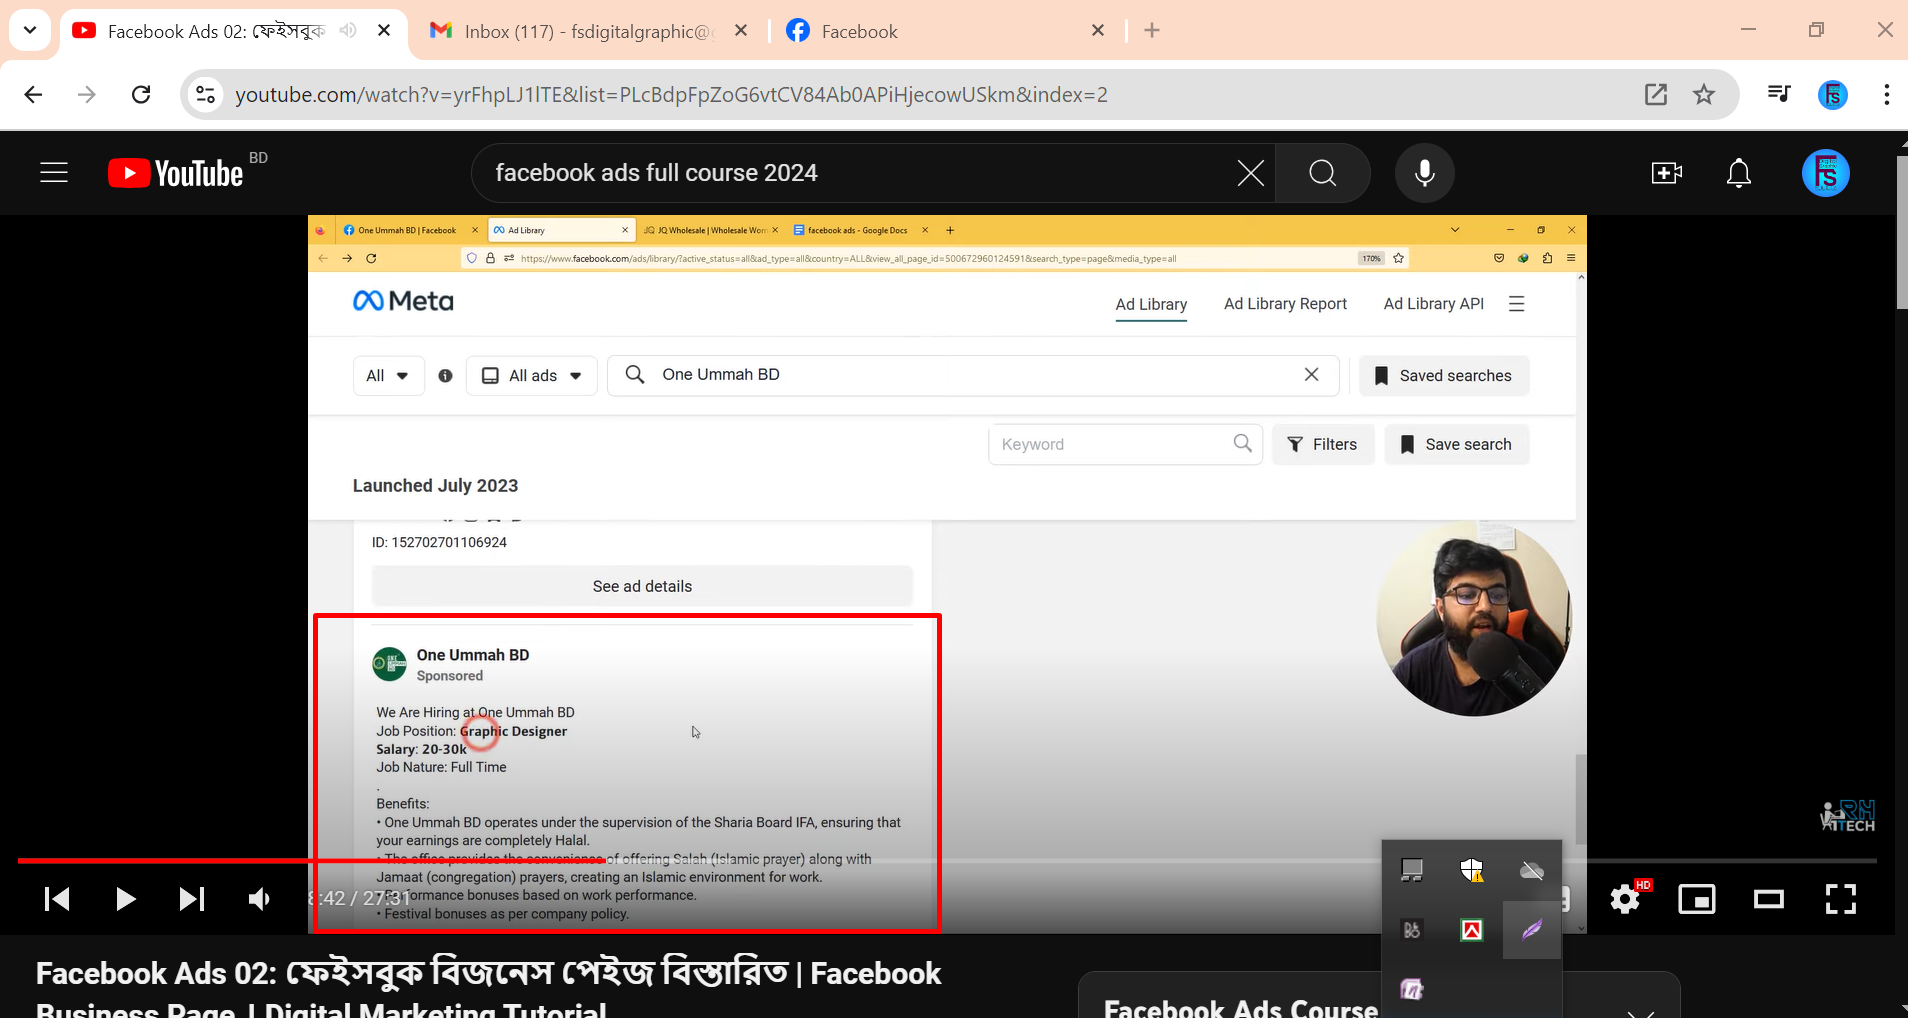 Facebook Ads 02: ফেইসবুক
Inbox (117) - fsdigitalgraphic@
Facebook
youtube.com/watch?v=yrFhpLJ1lTE&list=PLcBdpFpZoG6vtCV84Ab0APiHjecowUSkm&index=2
YouTube BD
facebook ads full course 2024
One Ummah BD | Facebook
Ad Library
JQ JQ Wholesale | Wholesale Wom
facebook ads - Google Docs
https://www.facebook.com/ads/library/?active_status=all&ad_type=all&country=ALL&view_all_page_id=500672960124591&search_type=page&media_type=all
170%
Meta
Ad Library
Ad Library Report
Ad Library API
All
All ads
One Ummah BD
Saved searches
Keyword
Filters
Save search
Launched July 2023
ID: 152702701106924
See ad details
One Ummah BD
Sponsored
We Are Hiring at One Ummah BD
Job Position: Graphic Designer
Salary: 20-30k
Job Nature: Full Time
.
Benefits:
• One Ummah BD operates under the supervision of the Sharia Board IFA, ensuring that
your earnings are completely Halal.
• The office provides the convenience of offering Salah (Islamic prayer) along with
Jamaat (congregation) prayers, creating an Islamic environment for work.
• Performance bonuses based on work performance.
• Festival bonuses as per company policy.
RH
TECH
8:42 / 27:31
HD
Facebook Ads 02: ফেইসবুক বিজনেস পেইজ বিস্তারিত | Facebook
Business Page | Digital Marketing Tutorial
Facebook Ads Course